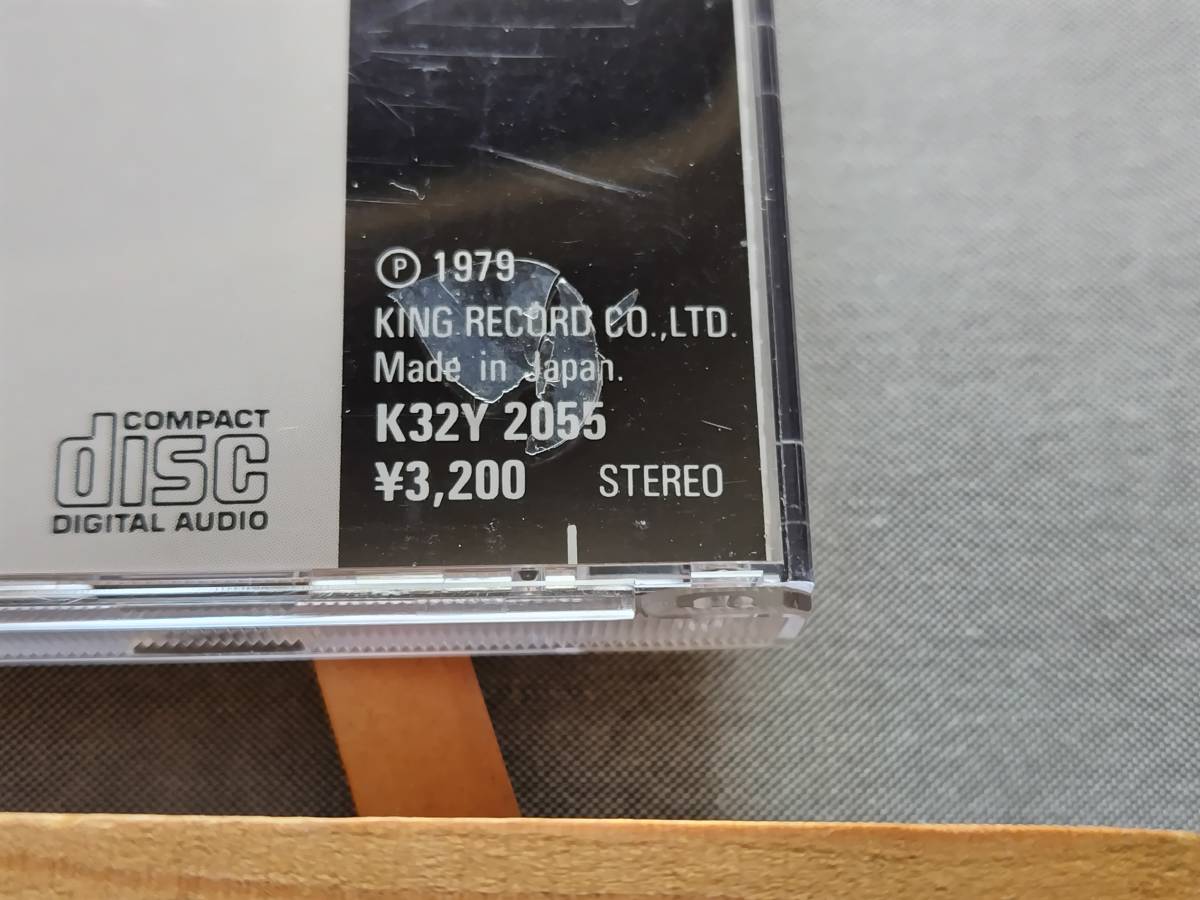 Ⓟ 1979
KING RECORD CO.,LTD.
Made in Japan.
K32Y 2055
¥3,200 STEREO
COMPACT
disc
DIGITAL AUDIO